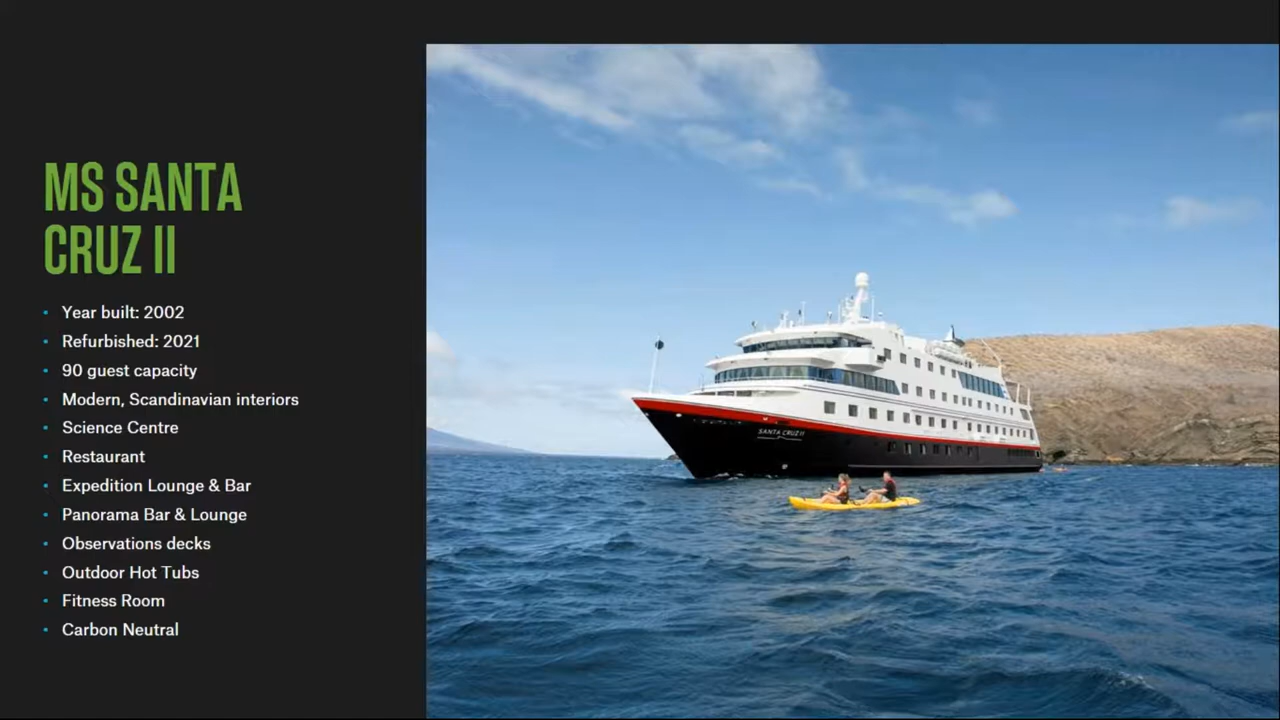 MS SANTA
CRUZ II
• Year built: 2002
• Refurbished: 2021
• 90 guest capacity
• Modern, Scandinavian interiors
• Science Centre
• Restaurant
• Expedition Lounge & Bar
• Panorama Bar & Lounge
• Observations decks
• Outdoor Hot Tubs
• Fitness Room
• Carbon Neutral
SANTA CRUZ II